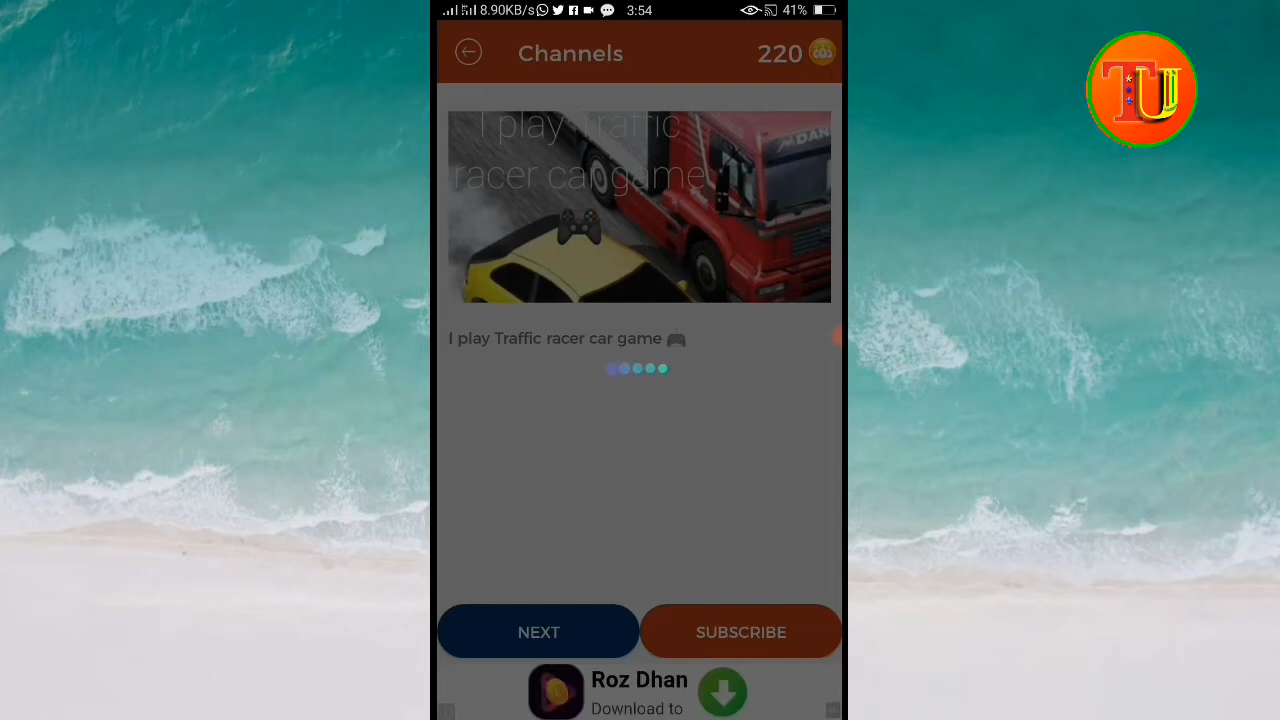 8.90KB/s
3:54
41%
Channels
220
TU
I play Traffic
racer car game
DAN
I play Traffic racer car game
NEXT
SUBSCRIBE
Roz Dhan
Download to